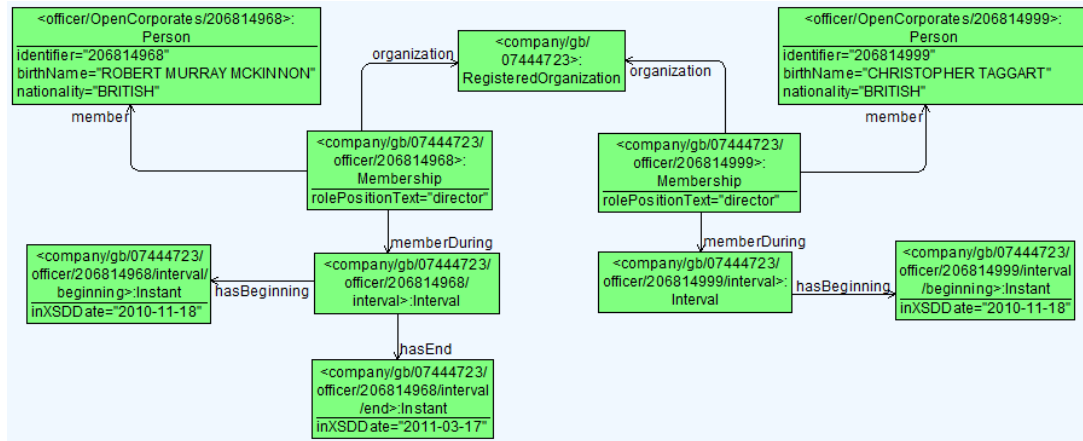 <officer/OpenCorporates/206814968>:
Person
identifier="206814968"
birthName="ROBERT MURRAY MCKINNON"
nationality="BRITISH"
organization
<company/gb/
07444723>:
RegisteredOrganization
organization
<officer/OpenCorporates/206814999>:
Person
identifier="206814999"
birthName="CHRISTOPHER TAGGART"
nationality="BRITISH"
member
member
<company/gb/07444723/
officer/206814968>:
Membership
rolePositionText="director"
<company/gb/07444723/
officer/206814999>:
Membership
rolePositionText="director"
memberDuring
memberDuring
<company/gb/07444723/
officer/206814968/interval/
beginning>:Instant
inXSDDate="2010-11-18"
hasBeginning
<company/gb/07444723/
officer/206814968/
interval>:Interval
<company/gb/07444723/
officer/206814999/interval>:
Interval
hasBeginning
<company/gb/07444723/
officer/206814999/interval
/beginning>:Instant
inXSDDate="2010-11-18"
hasEnd
<company/gb/07444723/
officer/206814968/interval
/end>:Instant
inXSDDate="2011-03-17"